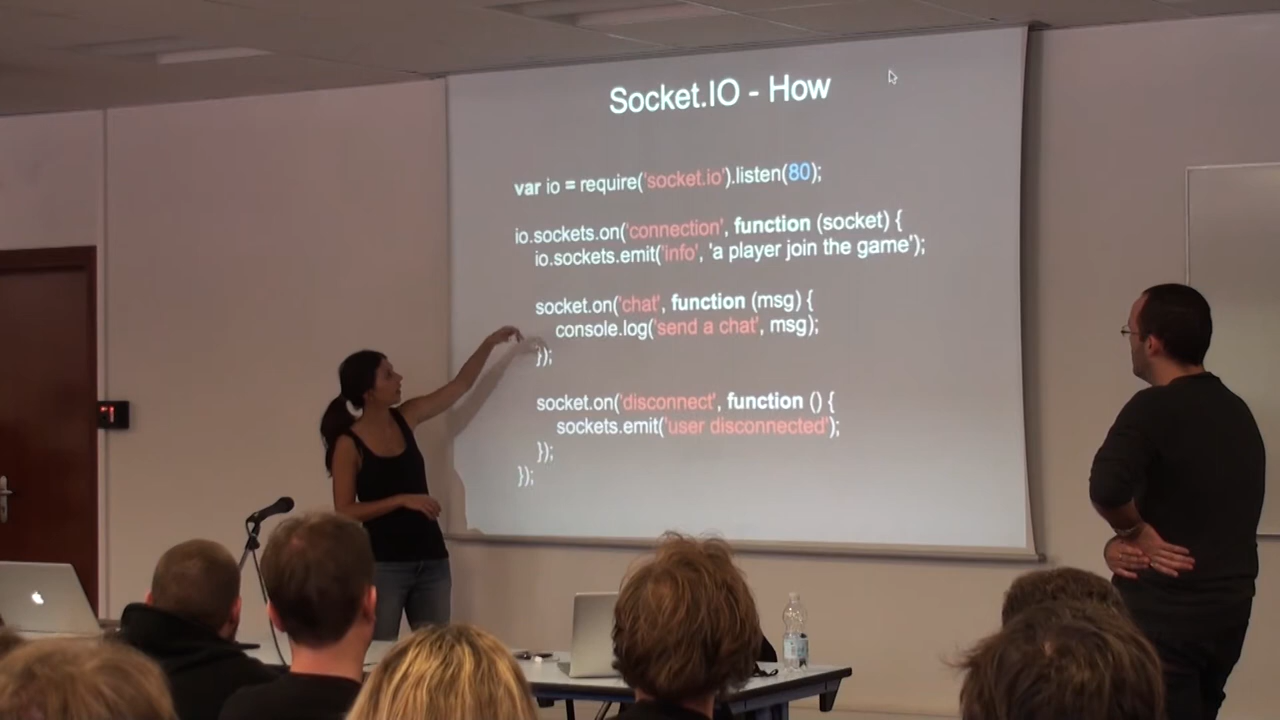 Socket.IO - How
var io = require('socket.io').listen(80);
io.sockets.on('connection', function (socket) {
io.sockets.emit('info', 'a player join the game');
socket.on('chat', function (msg) {
console.log('send a chat', msg);
});
socket.on('disconnect', function () {
sockets.emit('user disconnected');
});
});